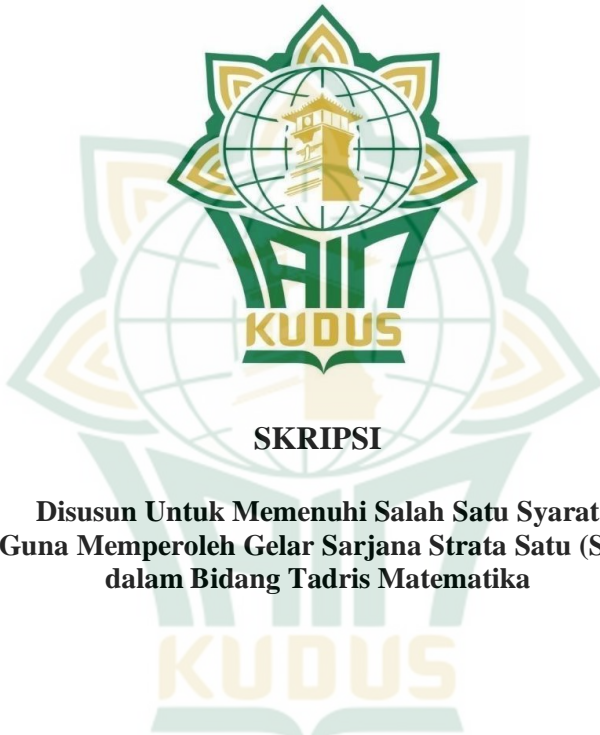 IAIN
KUDUS
SKRIPSI
Disusun Untuk Memenuhi Salah Satu Syarat
Guna Memperoleh Gelar Sarjana Strata Satu (S
dalam Bidang Tadris Matematika
KUDUS